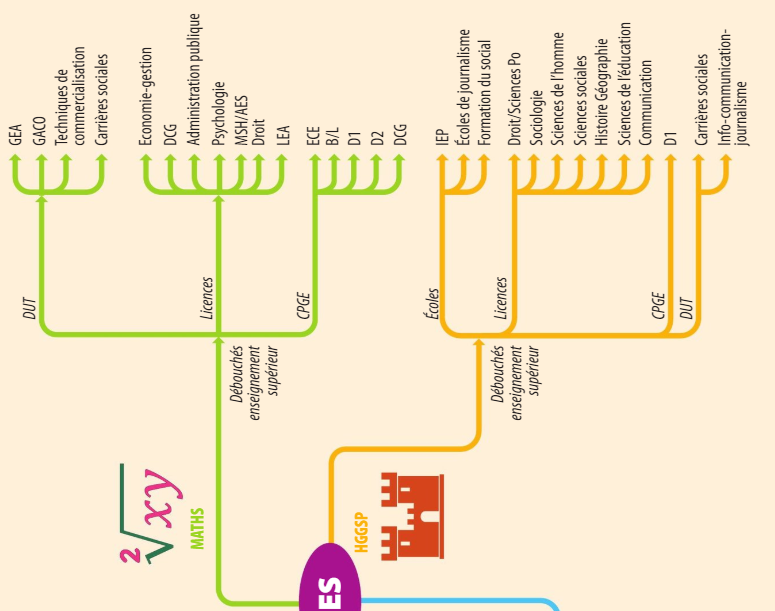 GEA
GACO
Techniques de
commercialisation
Carrières sociales
DUT
Economie-gestion
DCG
Administration publique
Psychologie
MSH/AES
Droit
LEA
Licences
ECE
B/L
D1
D2
DCG
CPGE
Débouchés
enseignement
supérieur
2√xy
MATHS
IEP
Écoles de journalisme
Formation du social
Écoles
Droit/Sciences Po
Sociologie
Sciences de l'homme
Sciences sociales
Histoire Géographie
Sciences de l'éducation
Communication
Licences
D1
CPGE
Carrières sociales
Info-communication-
journalisme
DUT
Débouchés
enseignement
supérieur
HGGSP
ES